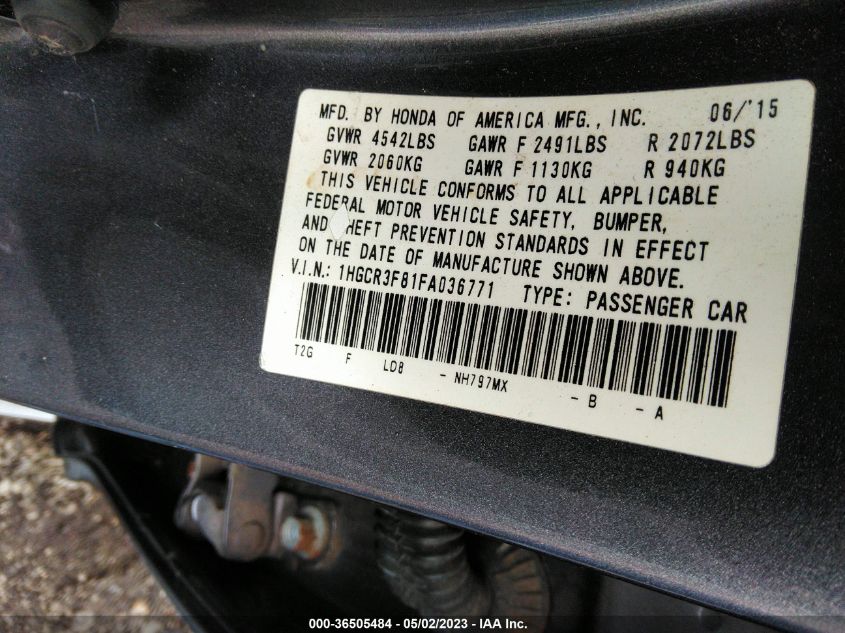 MFD. BY HONDA OF AMERICA MFG., INC. 06/'15
GVWR 4542LBS GAWR F 2491LBS R 2072LBS
GVWR 2060KG GAWR F 1130KG R 940KG
THIS VEHICLE CONFORMS TO ALL APPLICABLE
FEDERAL MOTOR VEHICLE SAFETY, BUMPER,
AND HEFT PREVENTION STANDARDS IN EFFECT
ON THE DATE OF MANUFACTURE SHOWN ABOVE.
V.I.N.: 1HGCR3F81FA036771 TYPE: PASSENGER CAR
T2G F LD8 - NH797MX - B - A
000-36505484 - 05/02/2023 - IAA Inc.